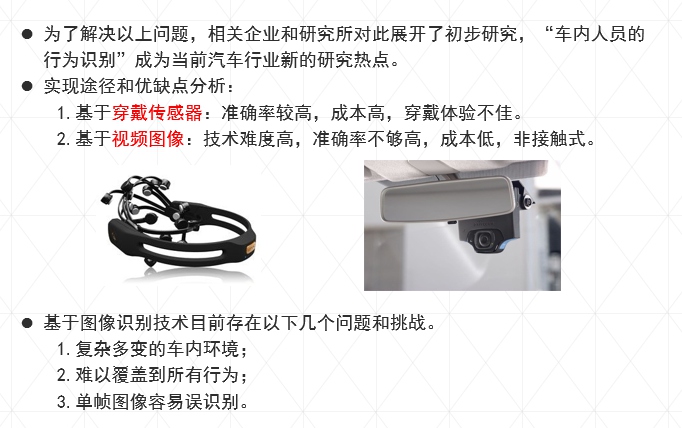 ● 为了解决以上问题，相关企业和研究所对此展开了初步研究，“车内人员的
行为识别”成为当前汽车行业新的研究热点。
● 实现途径和优缺点分析：
1.基于穿戴传感器：准确率较高，成本高，穿戴体验不佳。
2.基于视频图像：技术难度高，准确率不够高，成本低，非接触式。
● 基于图像识别技术目前存在以下几个问题和挑战。
1.复杂多变的车内环境；
2.难以覆盖到所有行为；
3.单帧图像容易误识别。